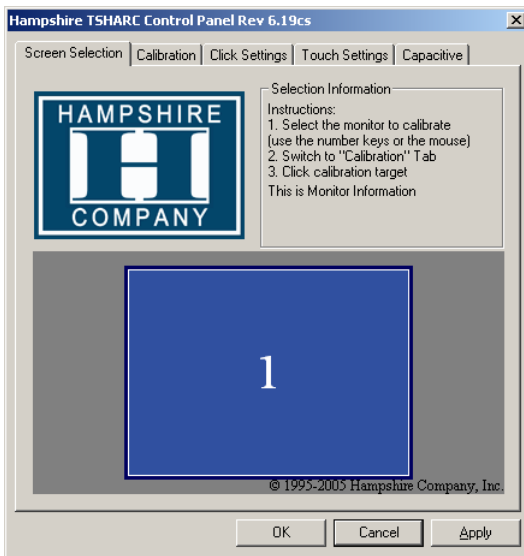 Hampshire TSHARC Control Panel Rev 6.19cs
Screen Selection Calibration Click Settings Touch Settings Capacitive
HAMPSHIRE
H
COMPANY
Selection Information
Instructions:
1. Select the monitor to calibrate
(use the number keys or the mouse)
2. Switch to "Calibration" Tab
3. Click calibration target
This is Monitor Information
1
© 1995-2005 Hampshire Company, Inc.
OK Cancel Apply